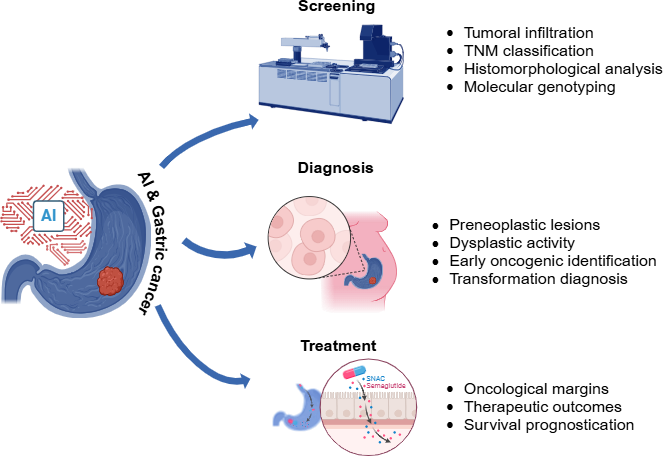 Screening
Tumoral infiltration
TNM classification
Histomorphological analysis
Molecular genotyping
AI
AI & Gastric cancer
Diagnosis
Preneoplastic lesions
Dysplastic activity
Early oncogenic identification
Transformation diagnosis
Treatment
SNAC
Semaglutide
Oncological margins
Therapeutic outcomes
Survival prognostication